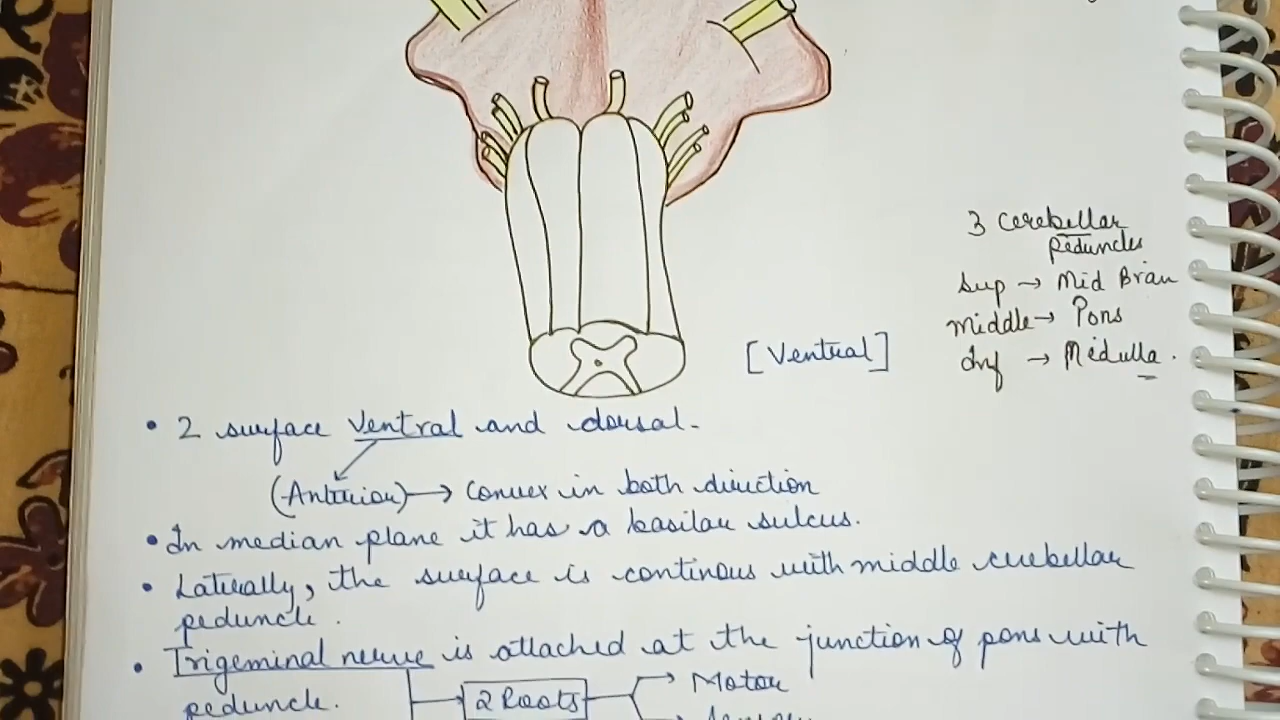 3 cerebellar
peduncles
Sup → Mid Brain
middle → Pons
Inf → Medulla.
[Ventral]
• 2 surface ventral and dorsal.
(Anterior) → Convex in both direction
• In median plane it has a basilar sulcus.
• Laterally, the surface is continous with middle cerebellar
peduncle.
• Trigeminal nerve is attached at the junction of pons with
peduncle.
2 Roots → Motor